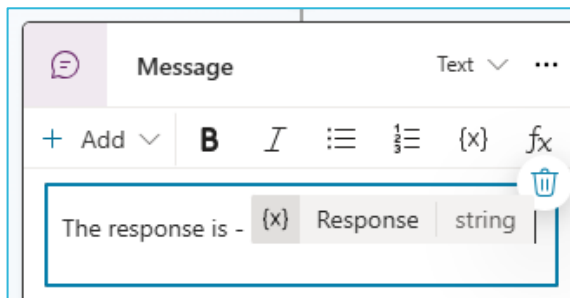 Message Text ...
+ Add B I {x} fx
The response is - {x} Response string